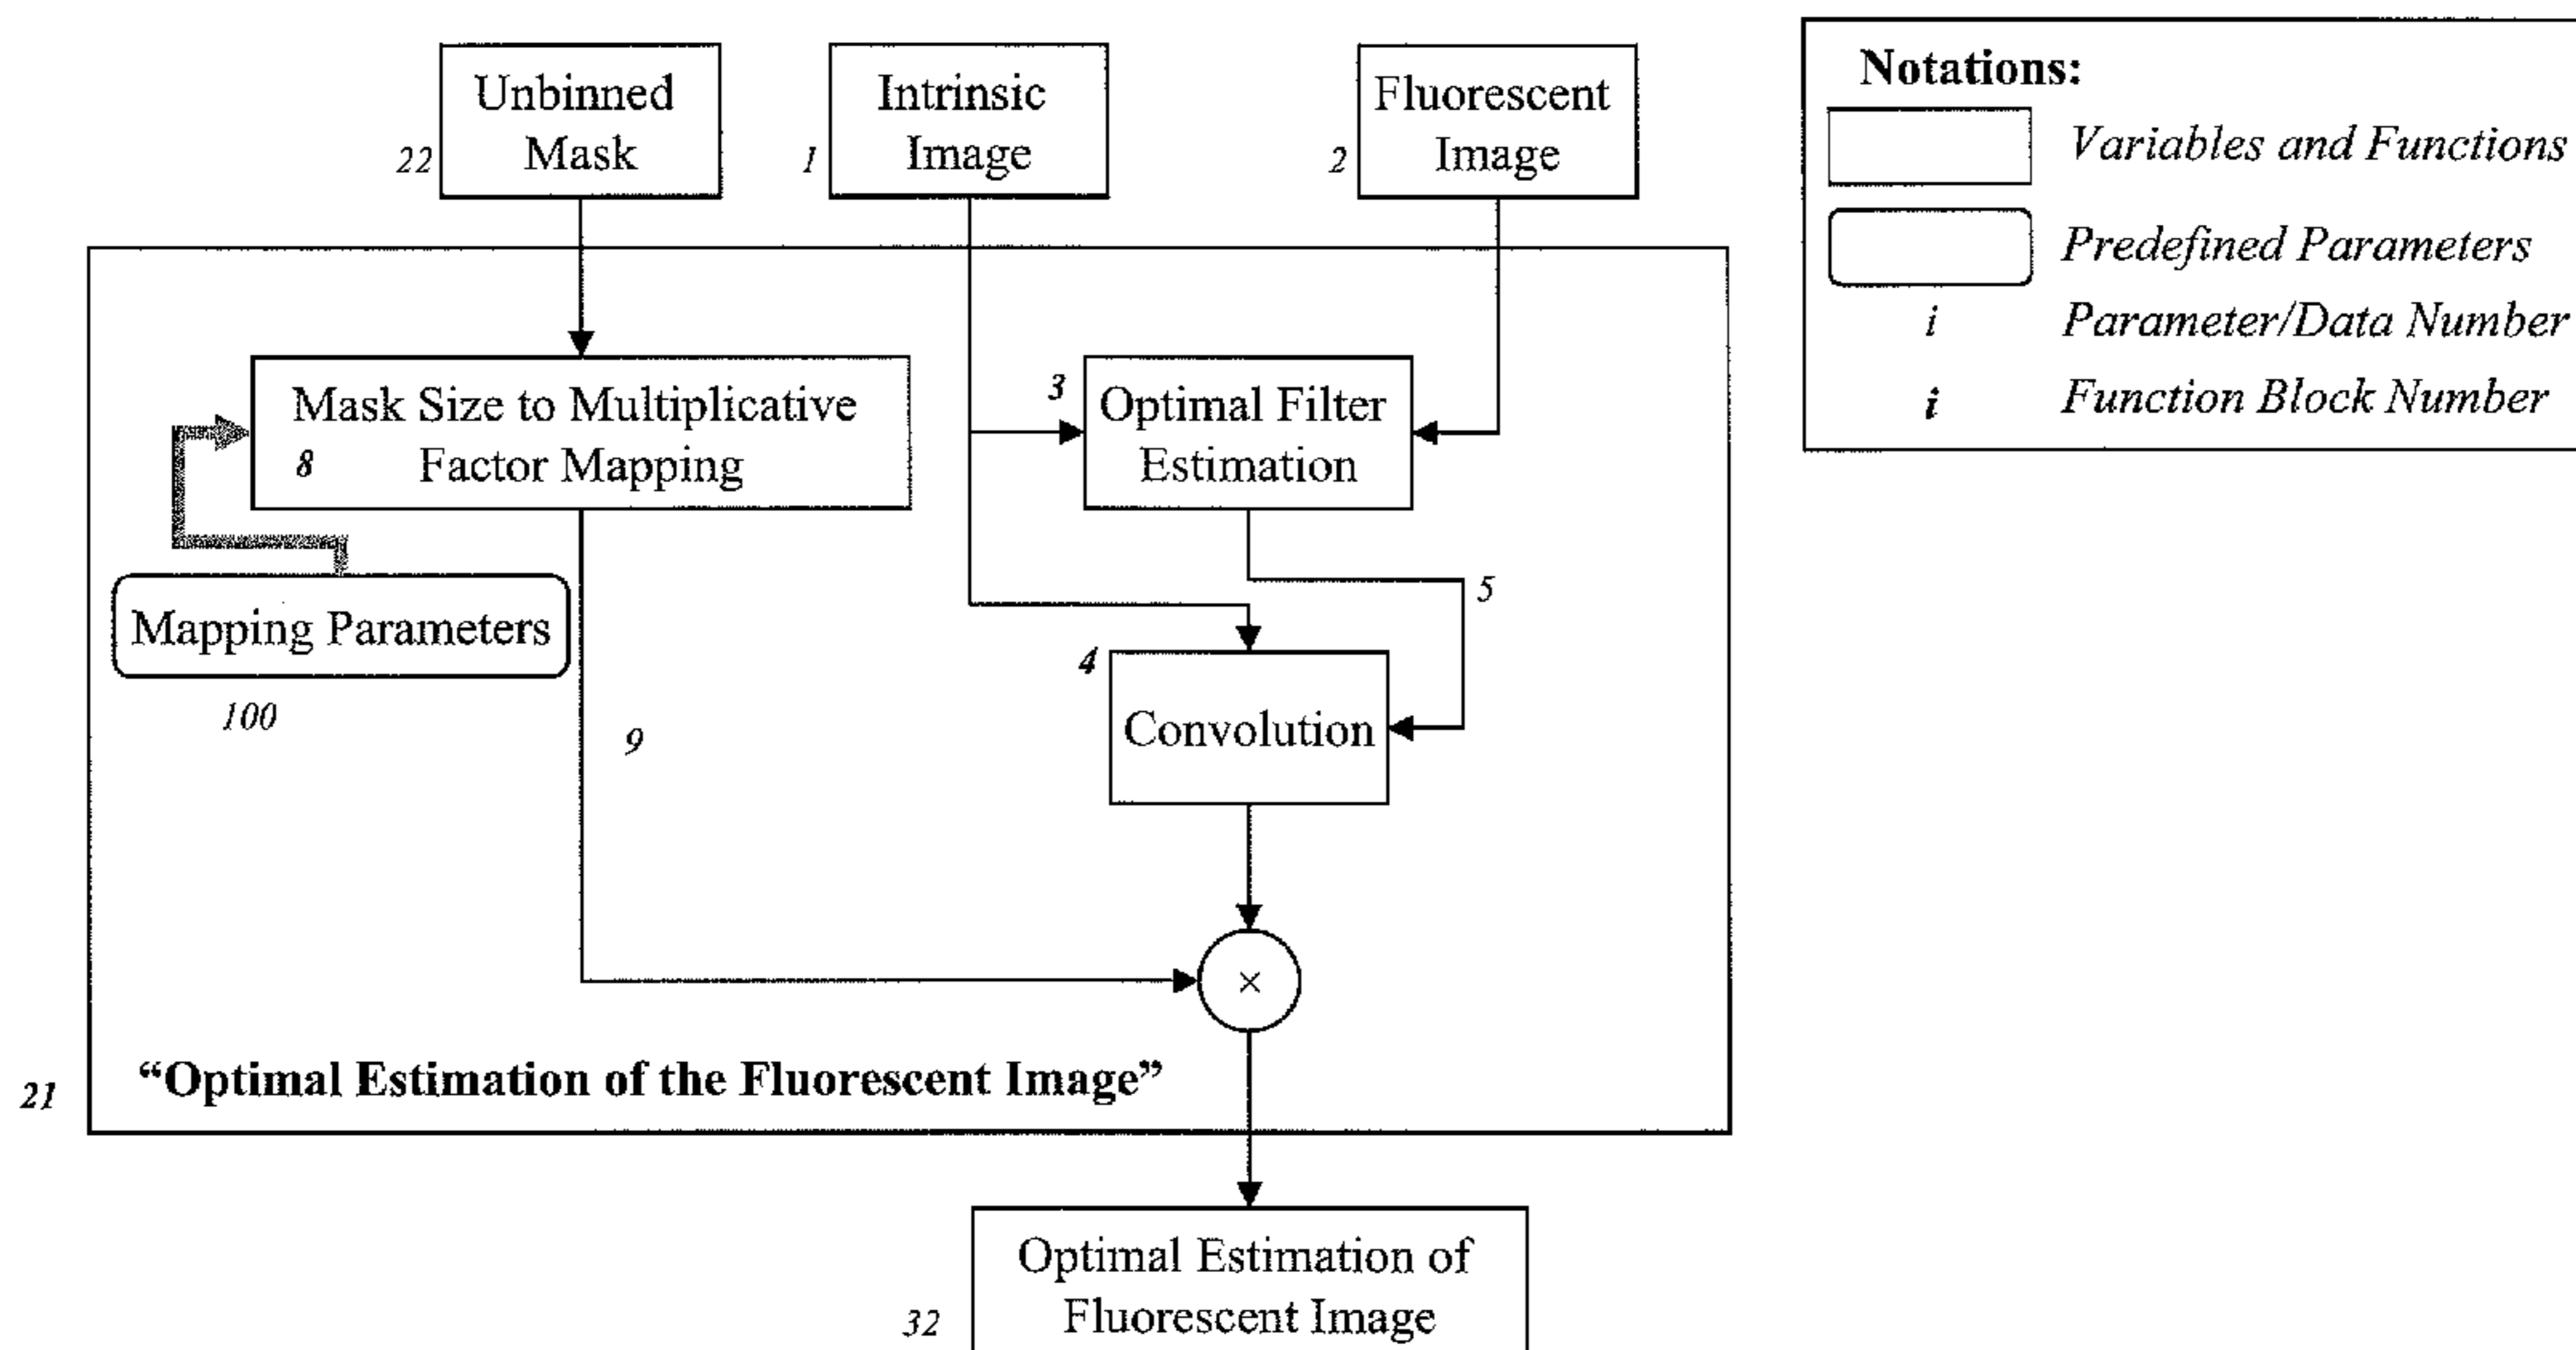 Unbinned
Mask
22
Intrinsic
Image
1
Fluorescent
Image
2
Notations:
Variables and Functions
Predefined Parameters
i Parameter/Data Number
i Function Block Number
Mask Size to Multiplicative
8 Factor Mapping
3
Optimal Filter
Estimation
5
Mapping Parameters
100
9
4
Convolution
×
21
“Optimal Estimation of the Fluorescent Image”
Optimal Estimation of
Fluorescent Image
32